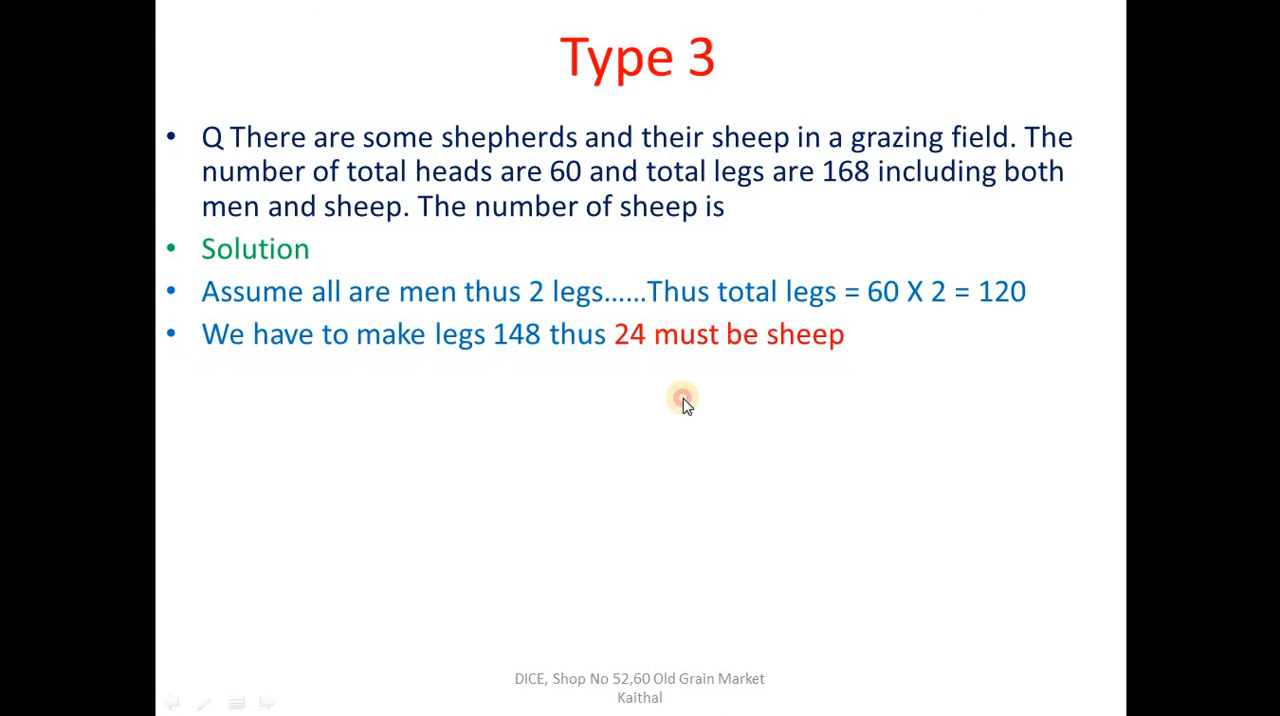 Type 3
• Q There are some shepherds and their sheep in a grazing field. The
number of total heads are 60 and total legs are 168 including both
men and sheep. The number of sheep is
• Solution
• Assume all are men thus 2 legs......Thus total legs = 60 X 2 = 120
• We have to make legs 148 thus 24 must be sheep
DICE, Shop No 52,60 Old Grain Market
Kaithal